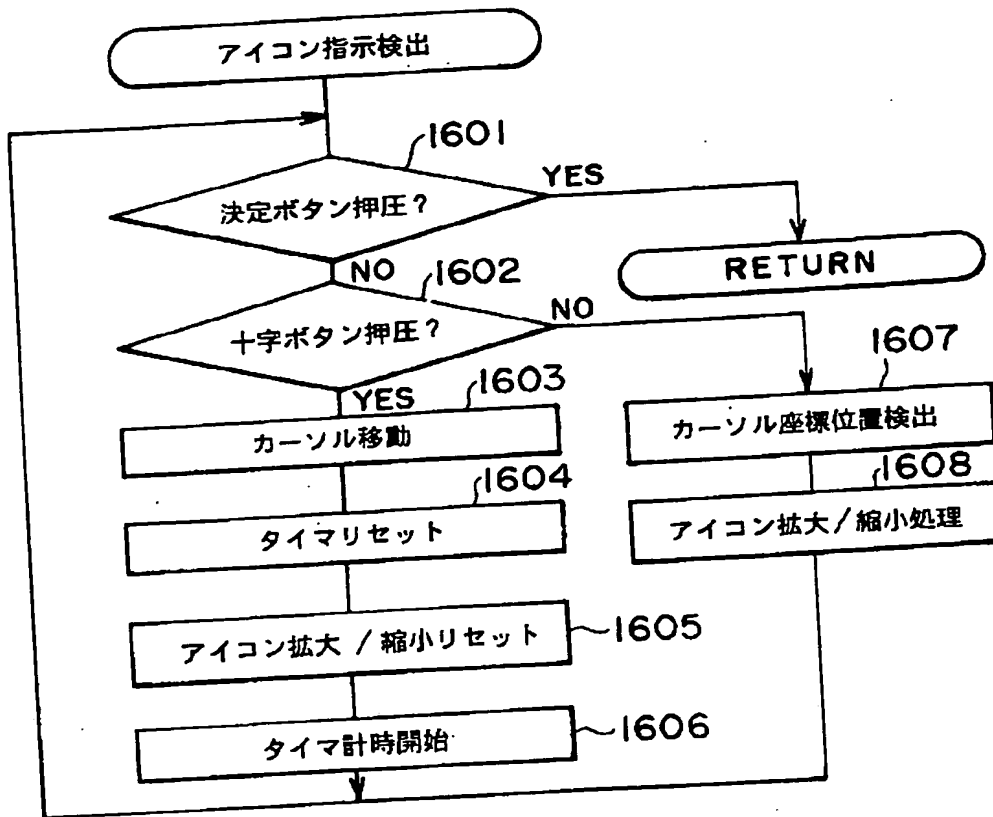 アイコン指示検出
1601
決定ボタン押圧?
YES
RETURN
NO
1602
十字ボタン押圧?
NO
YES
1603
カーソル移動
1604
タイマリセット
アイコン拡大 / 縮小リセット
1605
タイマ計時開始
1606
1607
カーソル座標位置検出
1608
アイコン拡大/縮小処理